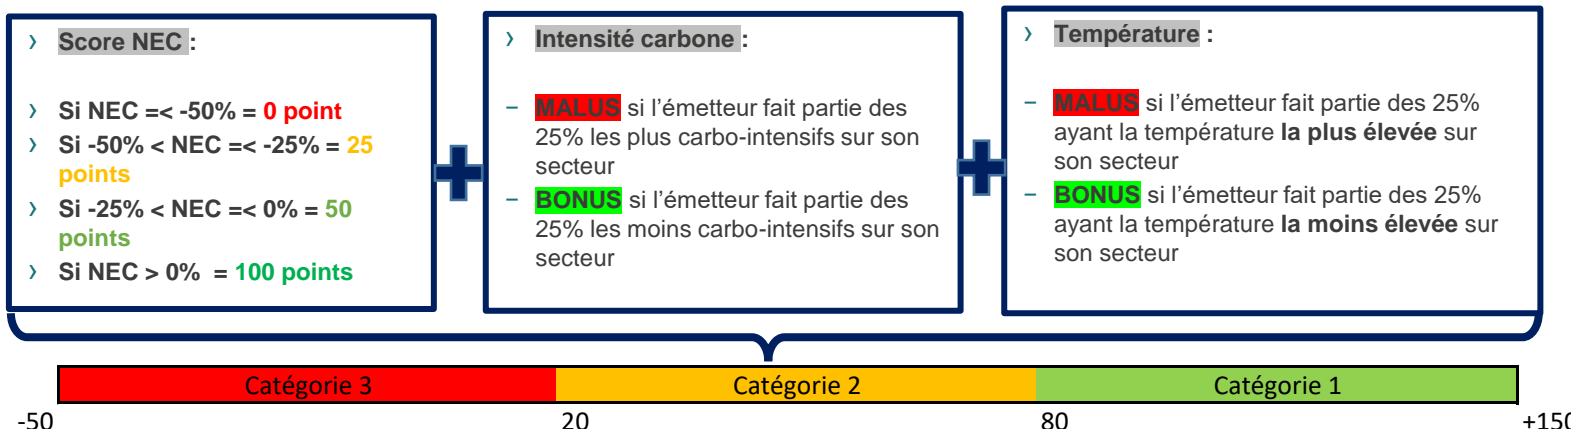 › Score NEC :
› Si NEC =< -50% = 0 point
› Si -50% < NEC =< -25% = 25
points
› Si -25% < NEC =< 0% = 50
points
› Si NEC > 0% = 100 points
› Intensité carbone :
− MALUS si l’émetteur fait partie des
25% les plus carbo-intensifs sur son
secteur
− BONUS si l’émetteur fait partie des
25% les moins carbo-intensifs sur son
secteur
› Température :
− MALUS si l’émetteur fait partie des 25%
ayant la température la plus élevée sur
son secteur
− BONUS si l’émetteur fait partie des 25%
ayant la température la moins élevée sur
son secteur
Catégorie 3 Catégorie 2 Catégorie 1
-50 20 80 +150